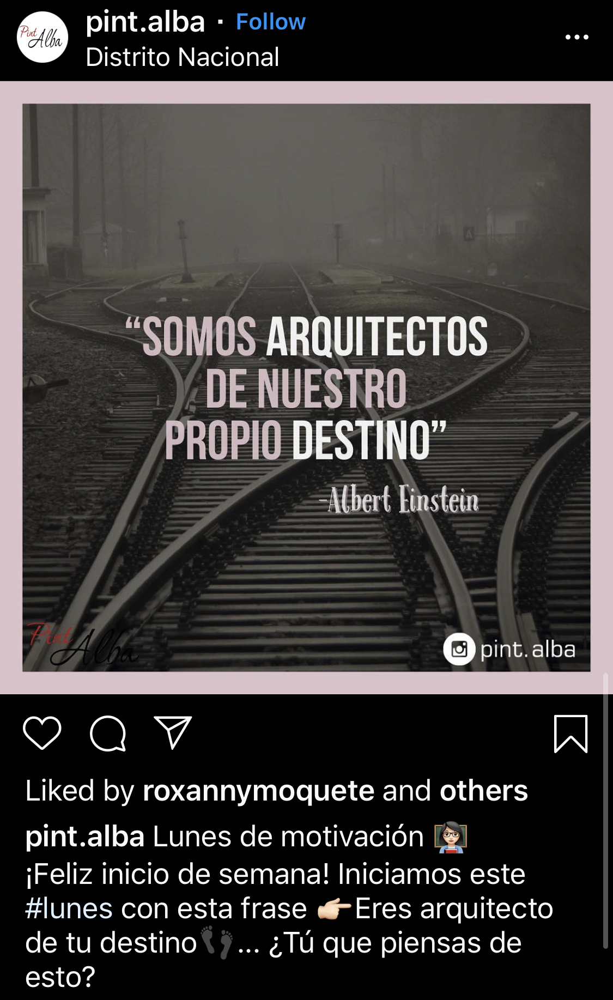 Pint Alba
pint.alba · Follow
Distrito Nacional
A
“SOMOS ARQUITECTOS
DE NUESTRO
PROPIO DESTINO”
-Albert Einstein
Pint Alba
pint.alba
Liked by roxannymoquete and others
pint.alba Lunes de motivación 👩🏻‍🏫
¡Feliz inicio de semana! Iniciamos este
#lunes con esta frase 👉🏻Eres arquitecto
de tu destino👣... ¿Tú que piensas de
esto?